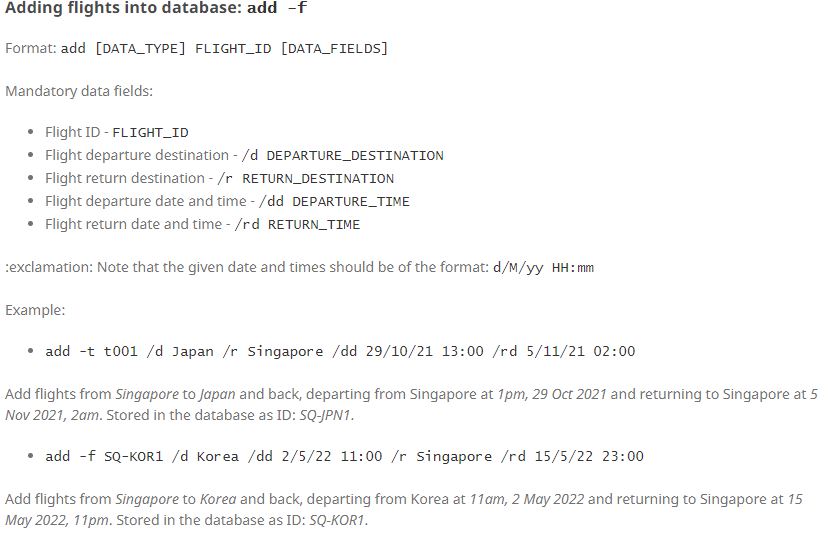 Adding flights into database: add -f
Format: add [DATA_TYPE] FLIGHT_ID [DATA_FIELDS]
Mandatory data fields:
• Flight ID - FLIGHT_ID
• Flight departure destination - /d DEPARTURE_DESTINATION
• Flight return destination - /r RETURN_DESTINATION
• Flight departure date and time - /dd DEPARTURE_TIME
• Flight return date and time - /rd RETURN_TIME
:exclamation: Note that the given date and times should be of the format: d/M/yy HH:mm
Example:
• add -t t001 /d Japan /r Singapore /dd 29/10/21 13:00 /rd 5/11/21 02:00
Add flights from Singapore to Japan and back, departing from Singapore at 1pm, 29 Oct 2021 and returning to Singapore at 5
Nov 2021, 2am. Stored in the database as ID: SQ-JPN1.
• add -f SQ-KOR1 /d Korea /dd 2/5/22 11:00 /r Singapore /rd 15/5/22 23:00
Add flights from Singapore to Korea and back, departing from Korea at 11am, 2 May 2022 and returning to Singapore at 15
May 2022, 11pm. Stored in the database as ID: SQ-KOR1.